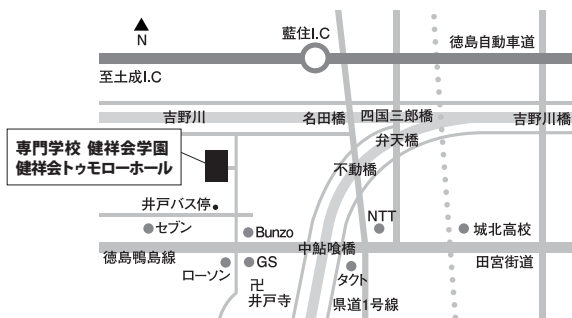 N
藍住I.C
徳島自動車道
至土成I.C
吉野川
名田橋
四国三郎橋
吉野川橋
弁天橋
専門学校 健祥会学園
健祥会トゥモローホール
不動橋
井戸バス停
セブン
Bunzo
NTT
城北高校
徳島鴨島線
中鮎喰橋
田宮街道
ローソン
GS
タクト
卍
井戸寺
県道1号線